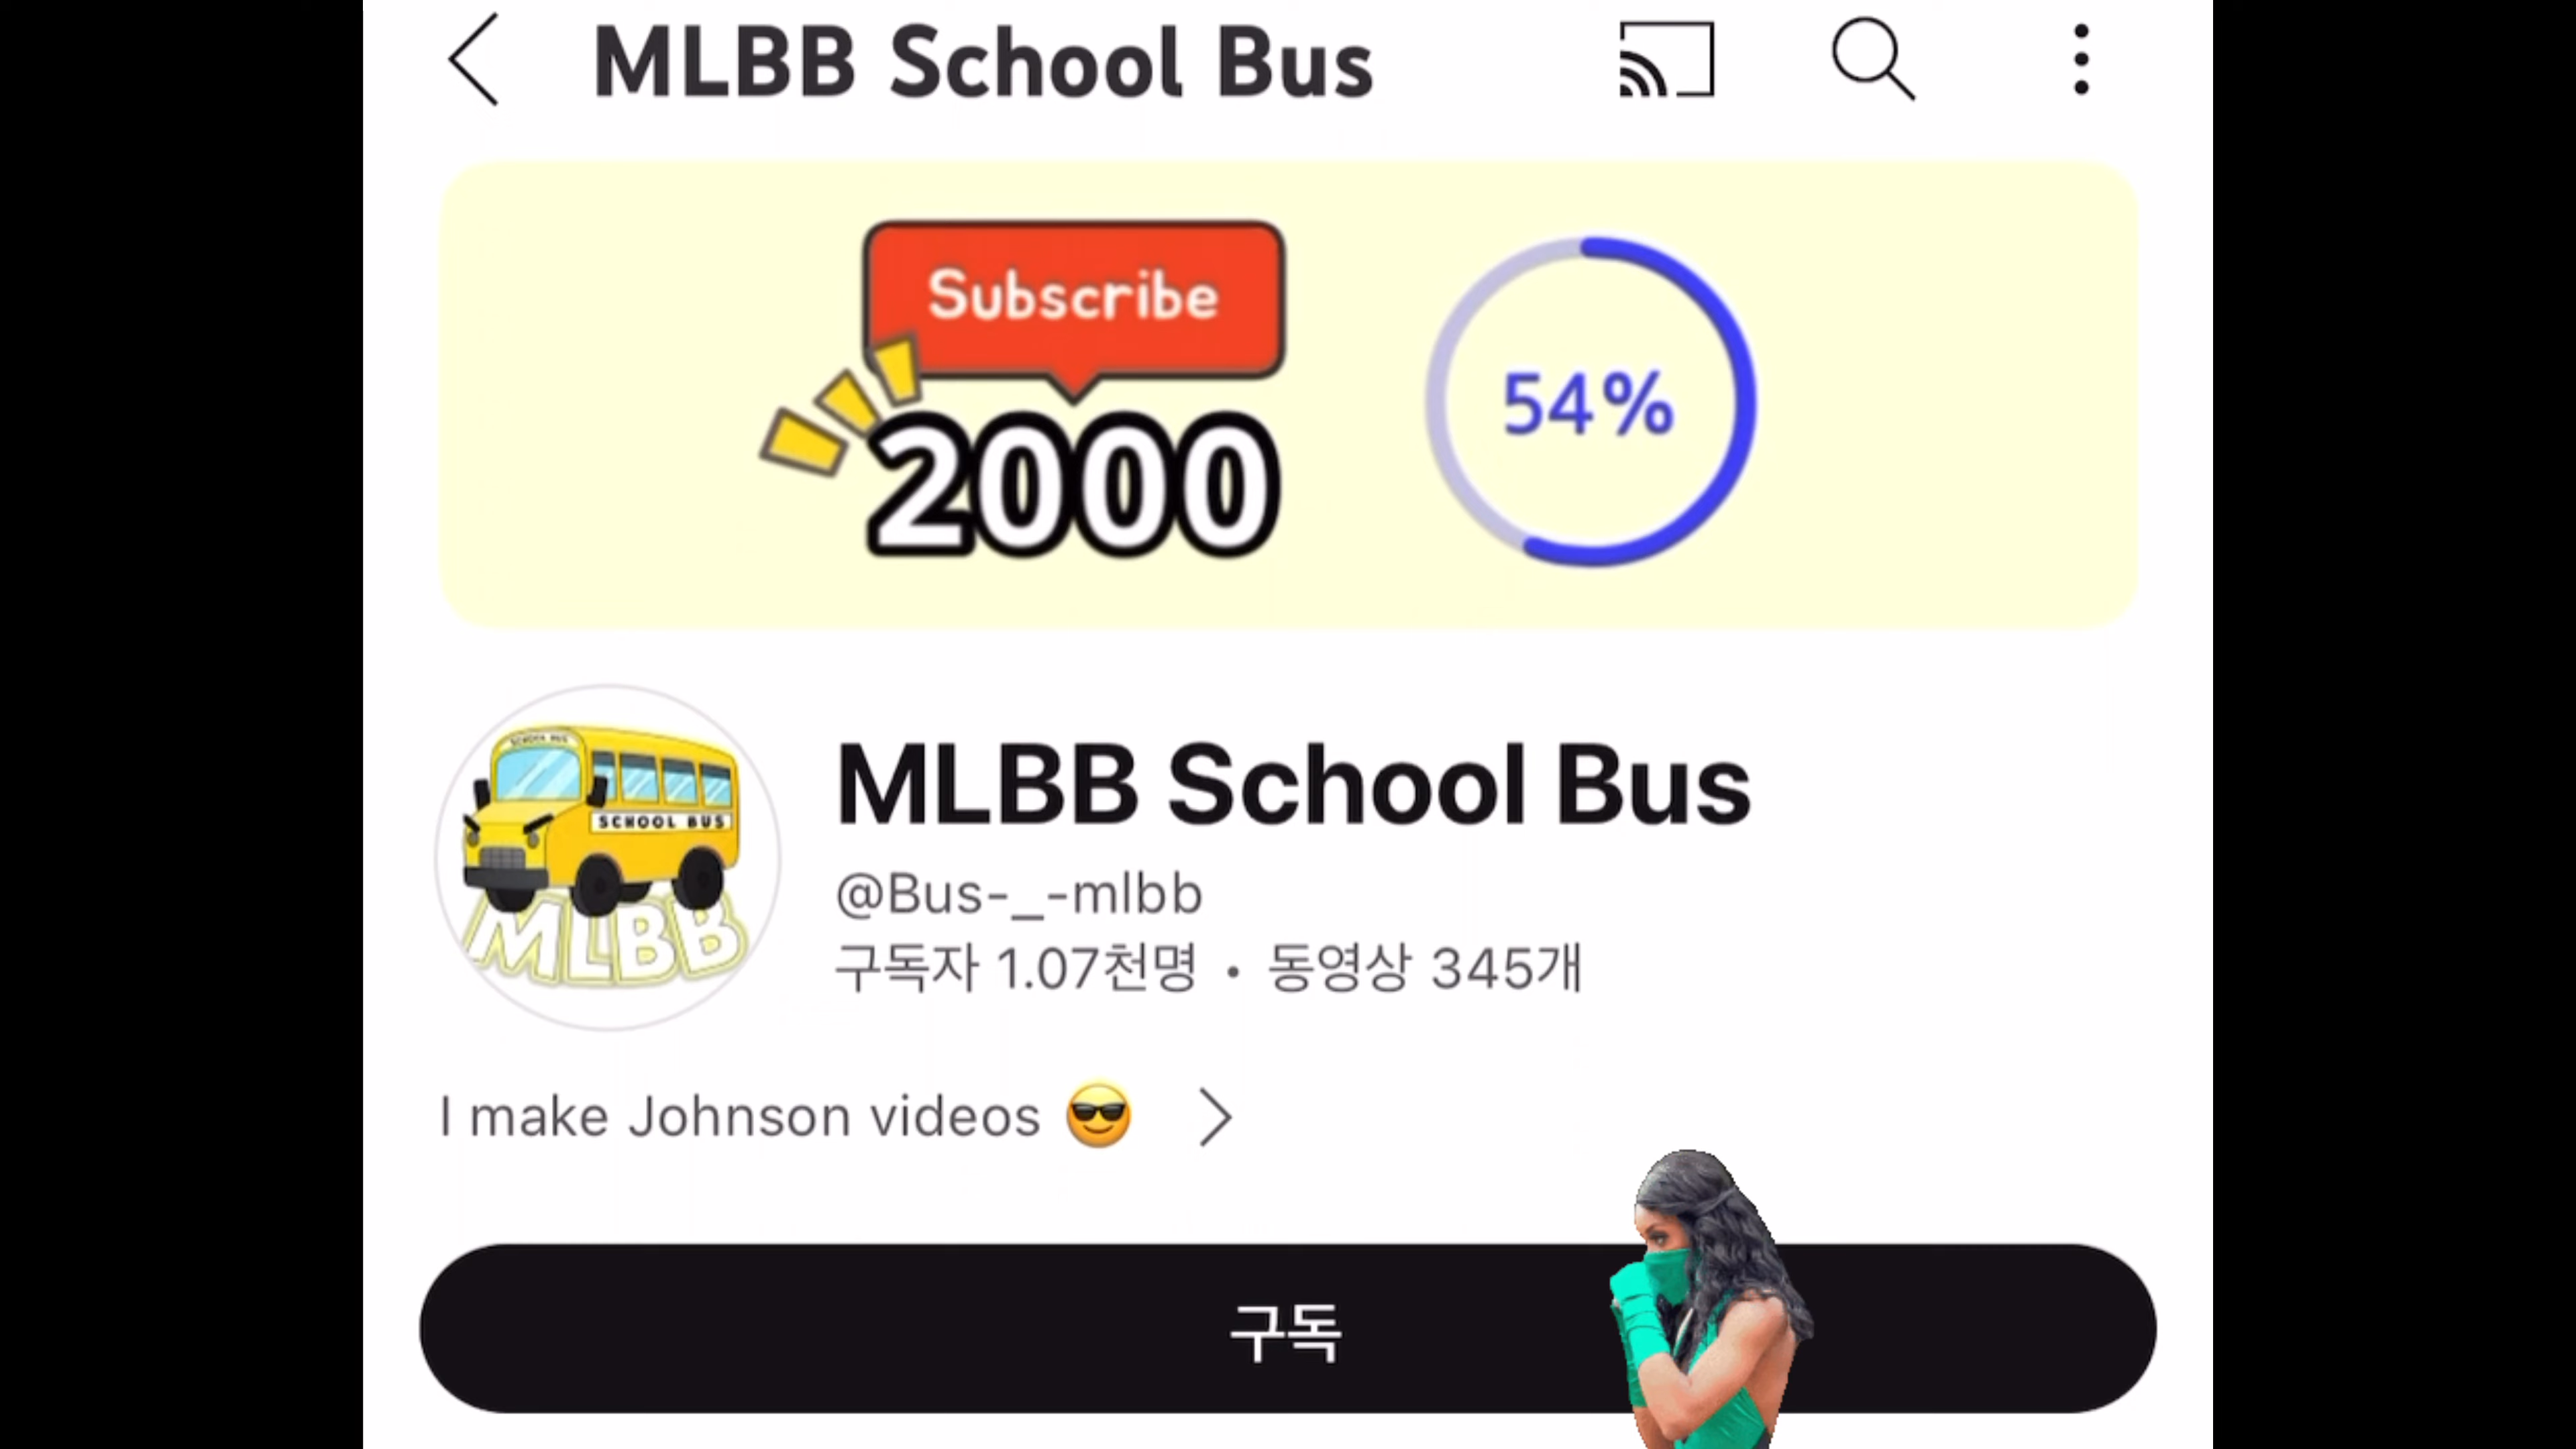 MLBB School Bus
Subscribe
2000
54%
SCHOOL BUS
SCHOOL BUS
MLBB
MLBB School Bus
@Bus-_-mlbb
구독자 1.07천명 • 동영상 345개
I make Johnson videos 😎 >
구독